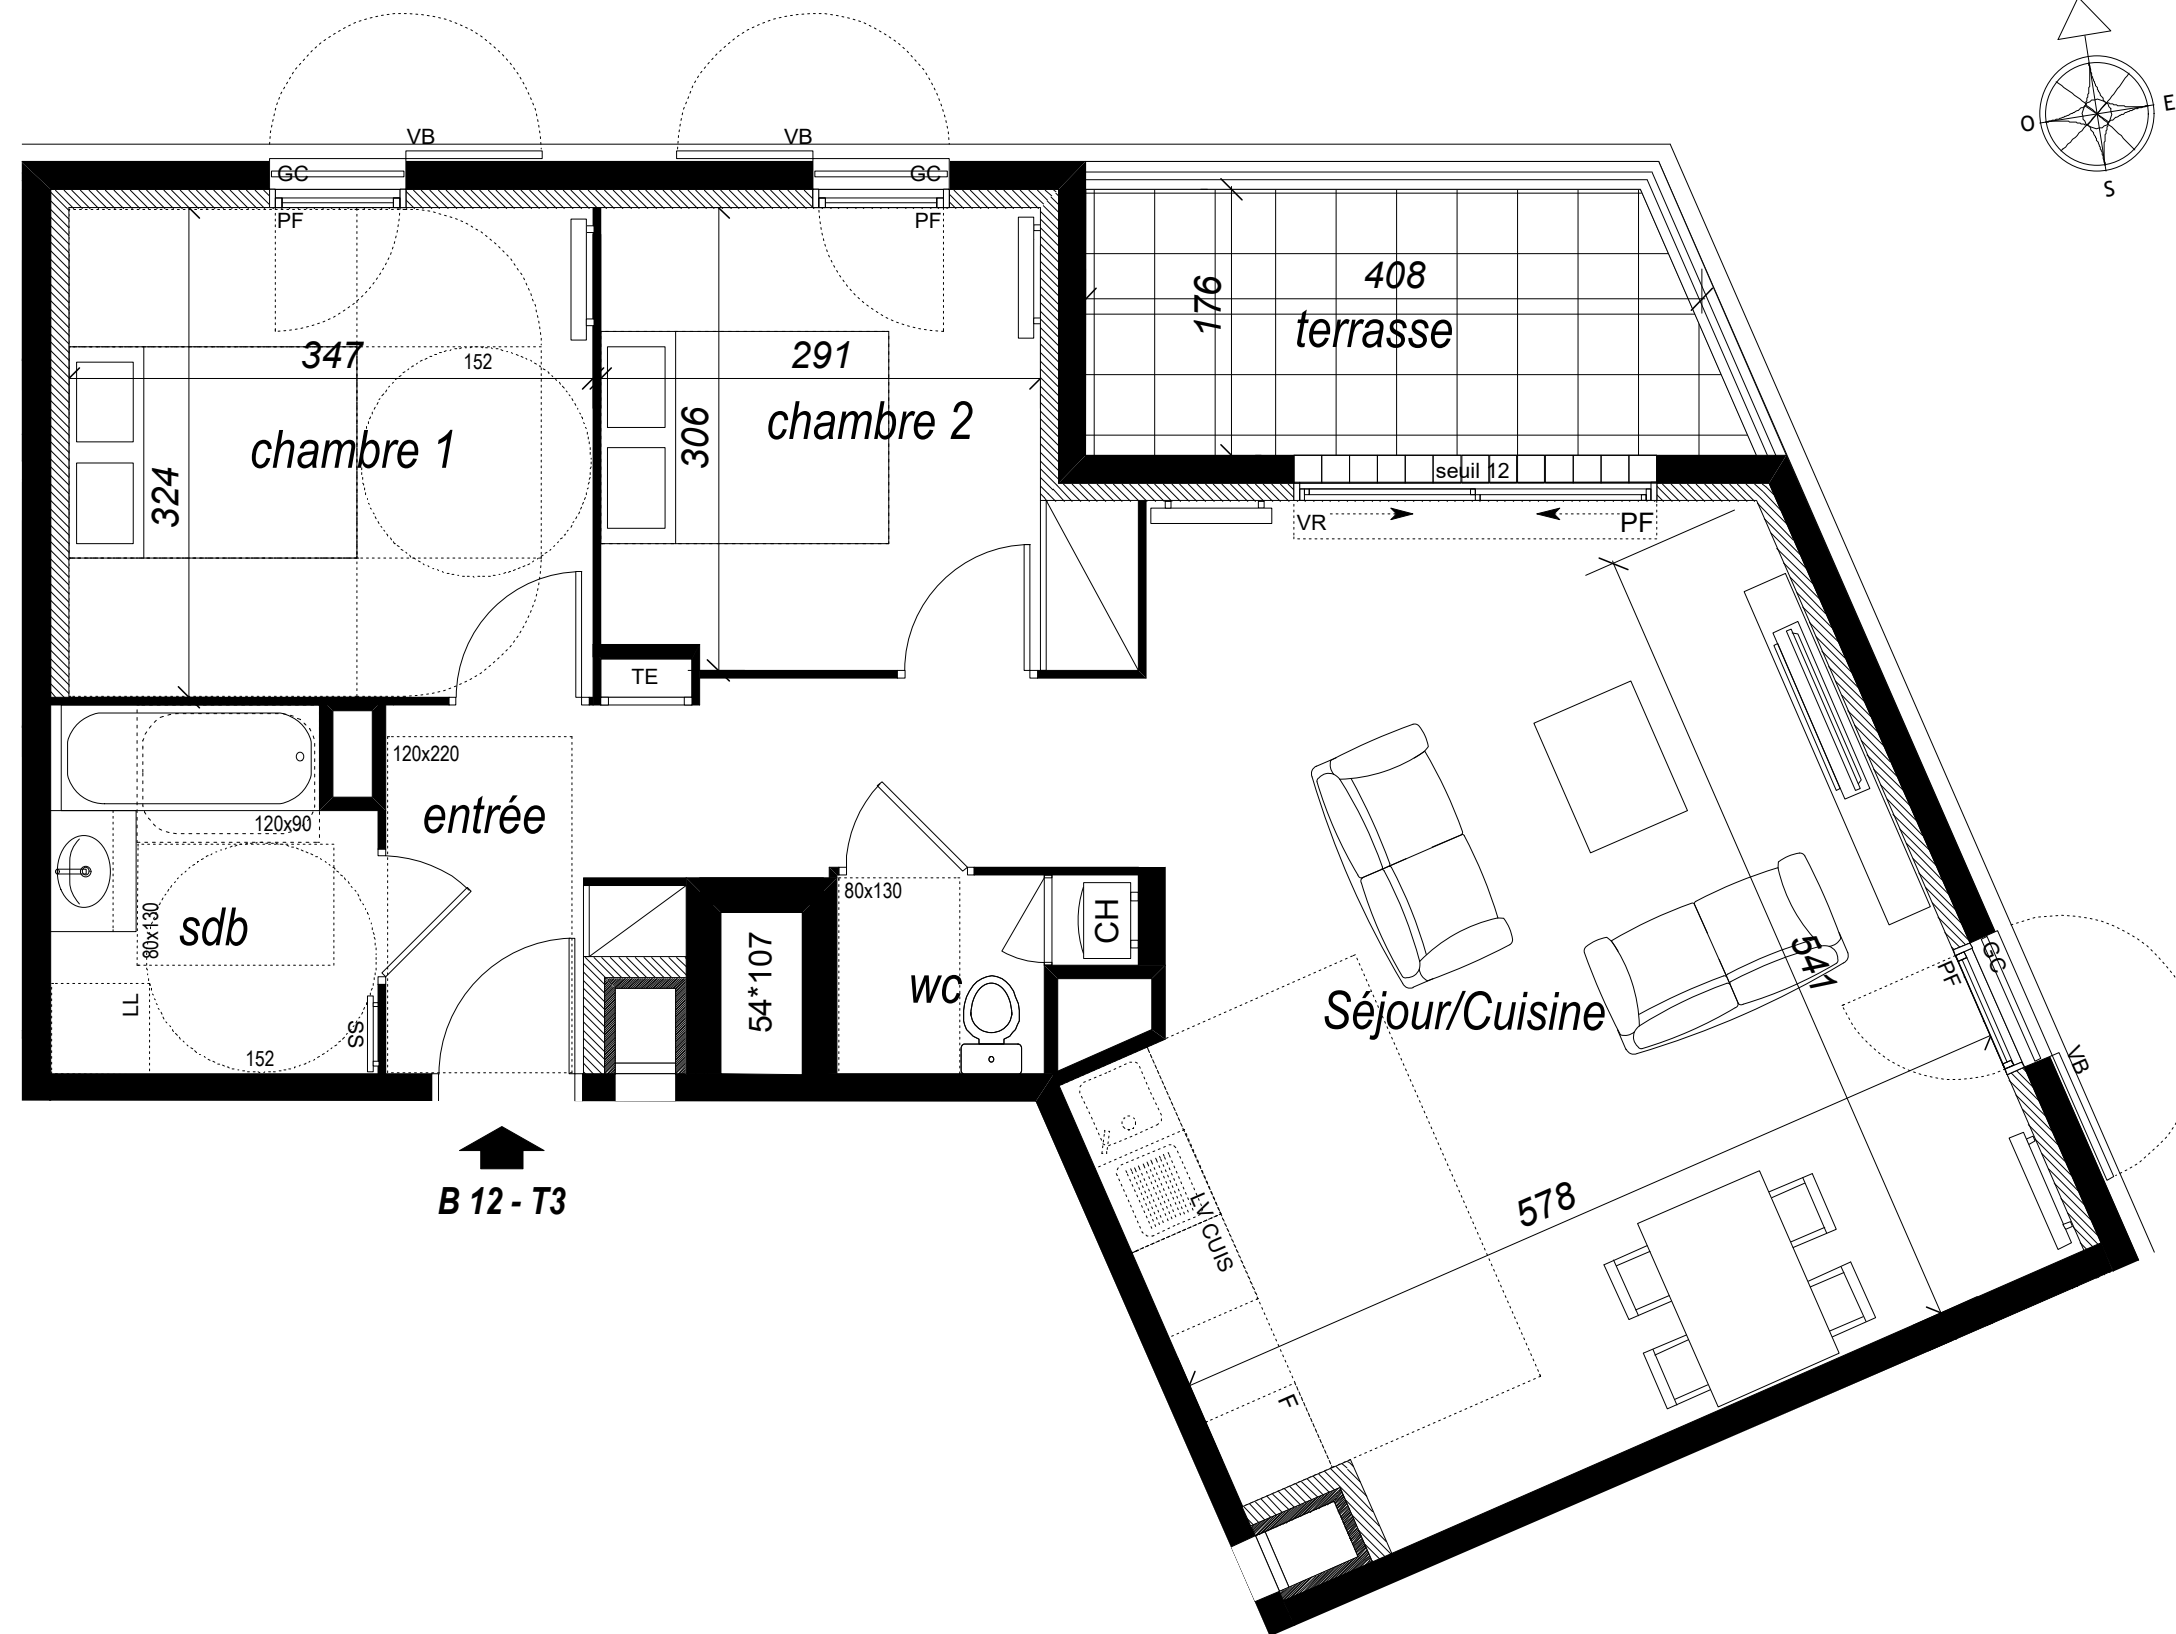 VB
VB
E
O
S
GC
GC
PF
PF
408
176
terrasse
347
152
291
chambre 1
306
chambre 2
324
seuil 12
VR
PF
TE
120x220
entrée
120x90
80x130
sdb
80x130
54*107
CH
wc
LL
SS
152
Séjour/Cuisine
541
GC
PF
VB
B 12 - T3
578
LV CUIS
F